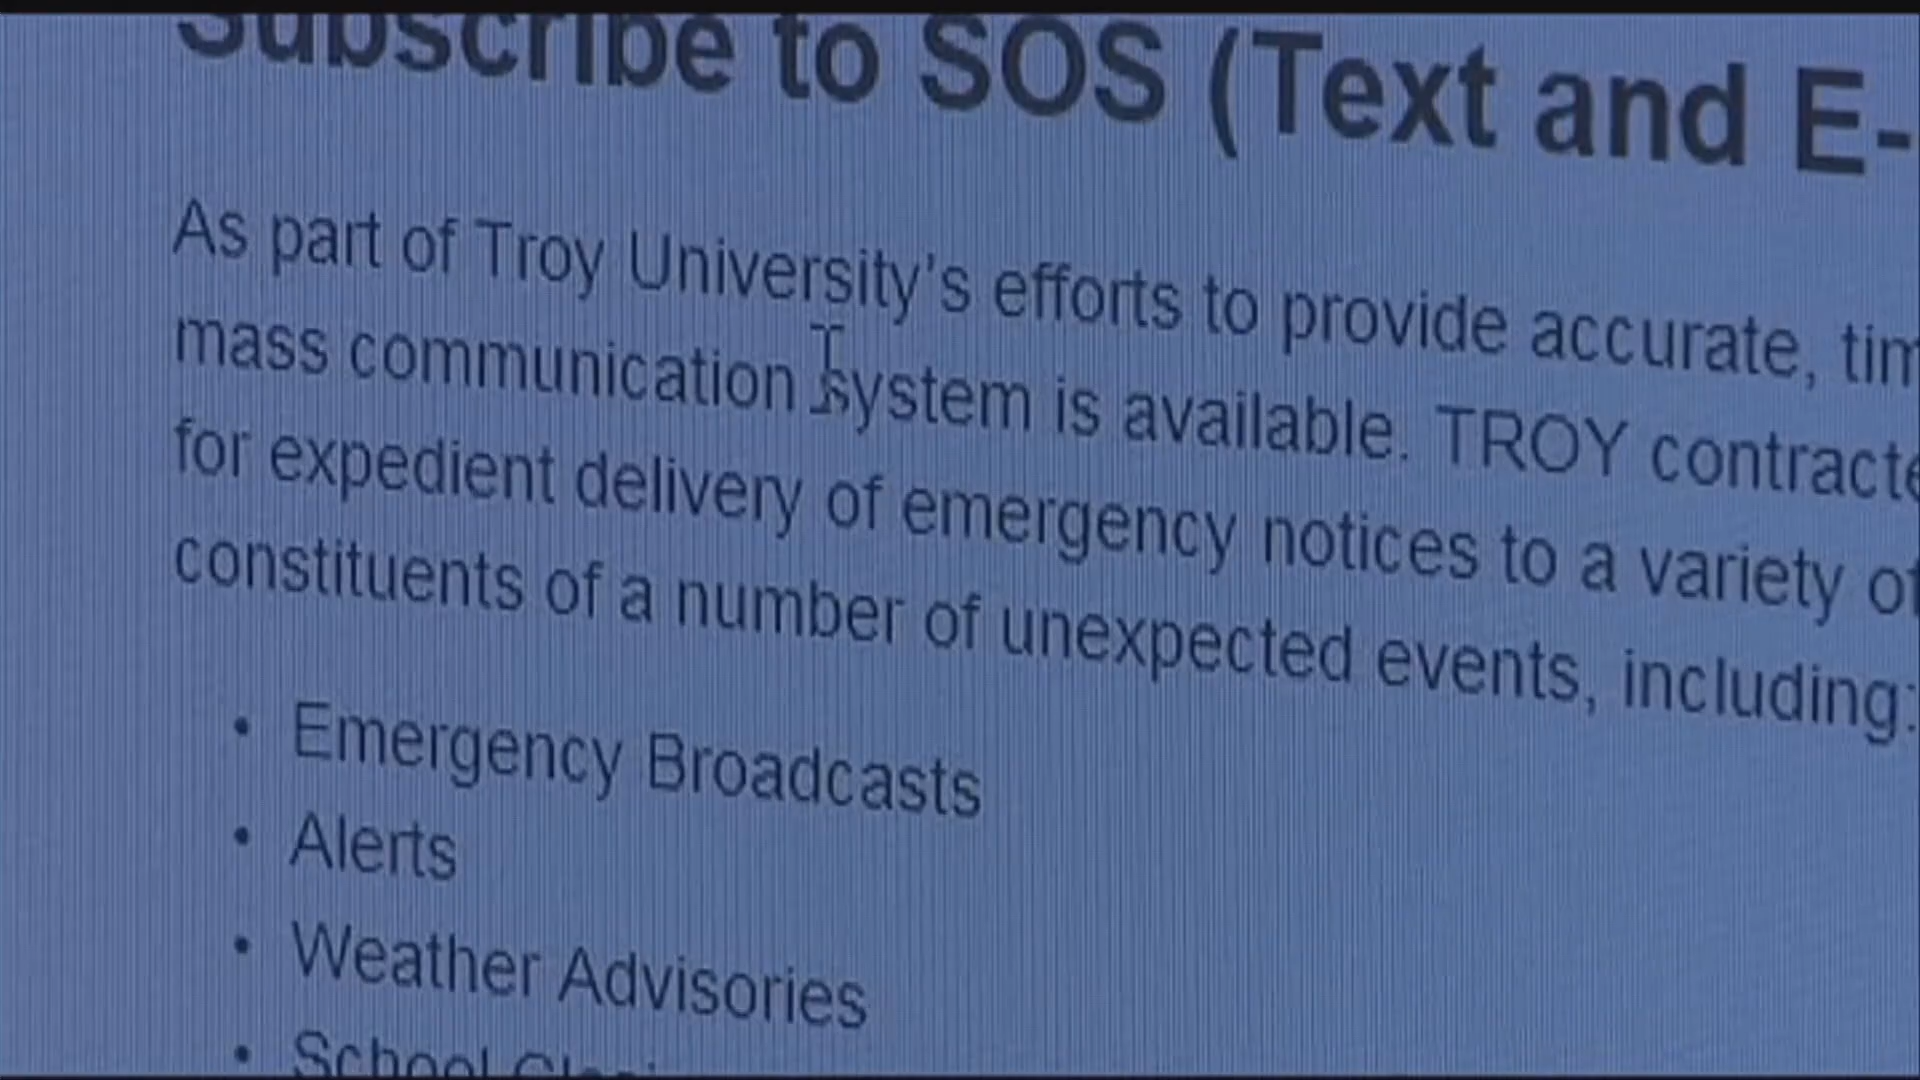 Subscribe to SOS (Text and E-
As part of Troy University's efforts to provide accurate,
mass communication system is available. TROY
for expedient delivery of emergency notices to a variety of
constituents of a number of unexpected events, including:
• Emergency Broadcasts
• Alerts
• Weather Advisories
• School